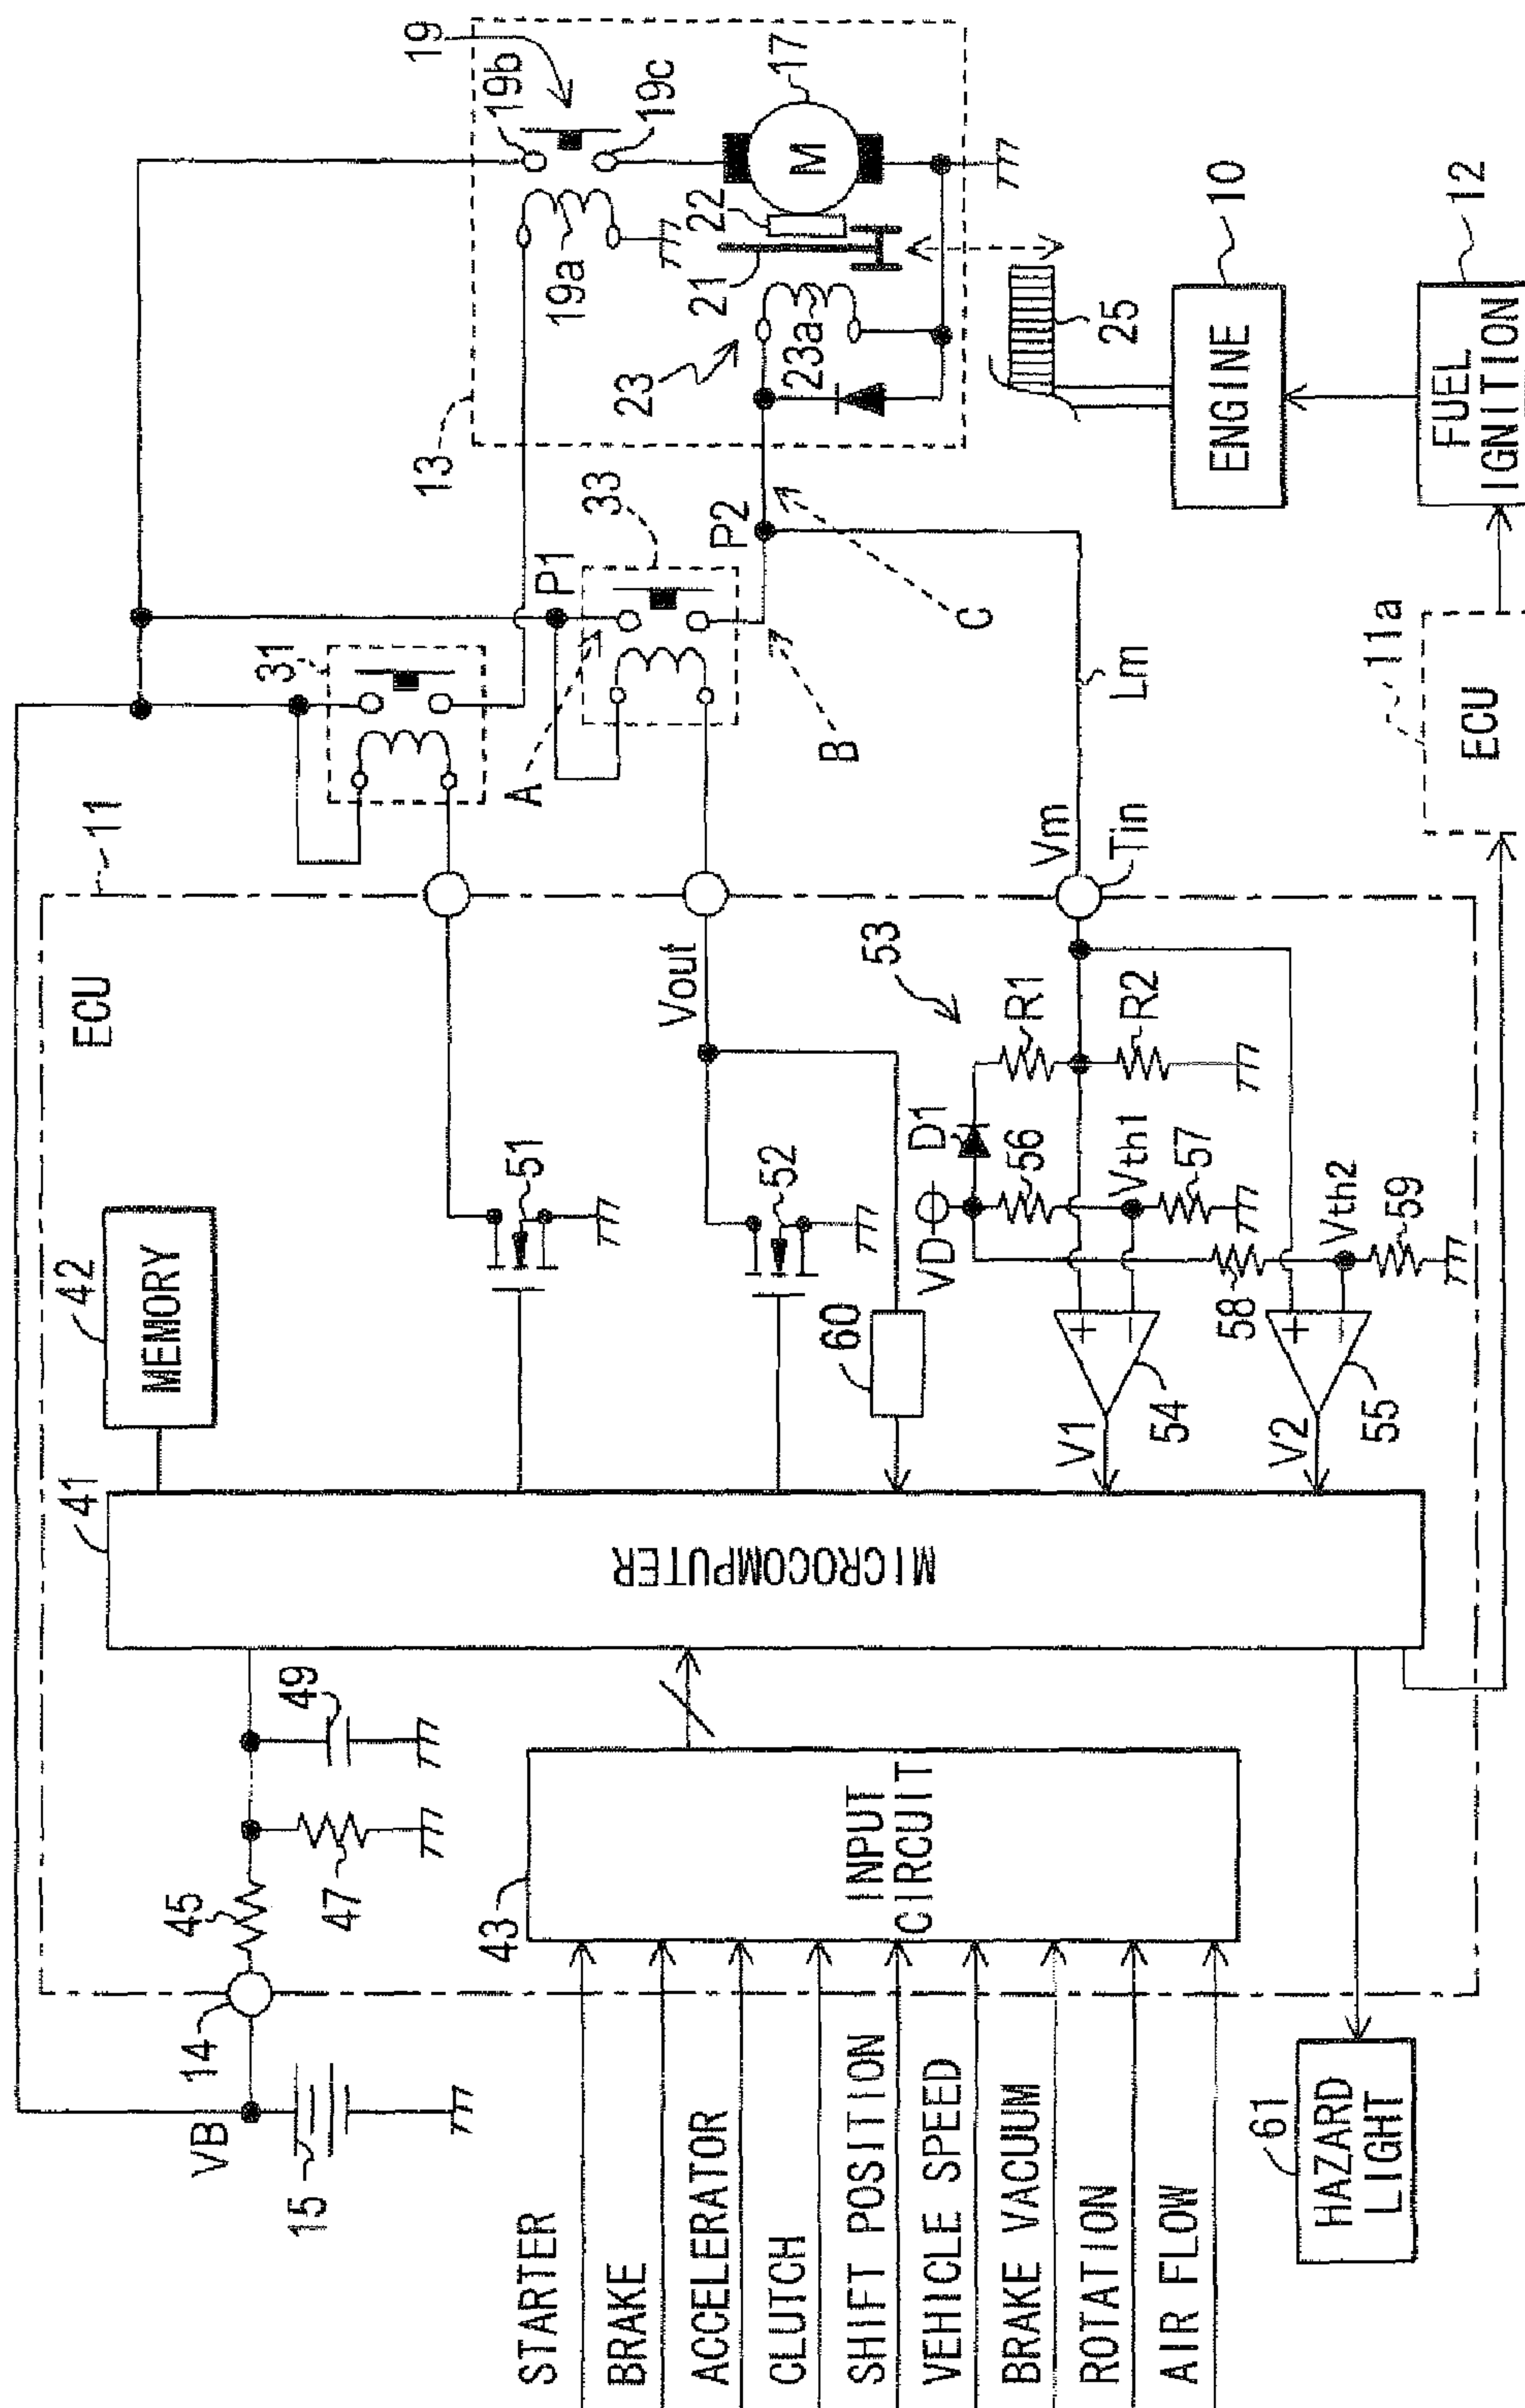 VB
14
15
45
47
49
ECU
11
41
MICROCOMPUTER
42
MEMORY
43
INPUT
CIRCUIT
STARTER
BRAKE
ACCELERATOR
CLUTCH
SHIFT POSITION
VEHICLE SPEED
BRAKE VACUUM
ROTATION
AIR FLOW
61
HAZARD
LIGHT
51
52
Vout
60
53
VD
D1
R1
R2
56
Vth1
57
58
Vth2
59
V1
54
V2
55
Vm
Tin
Lm
31
A
P1
33
P2
B
C
13
19
19b
19c
19a
17
M
22
21
23
23a
25
10
ENGINE
12
FUEL
IGNITION
11a
ECU